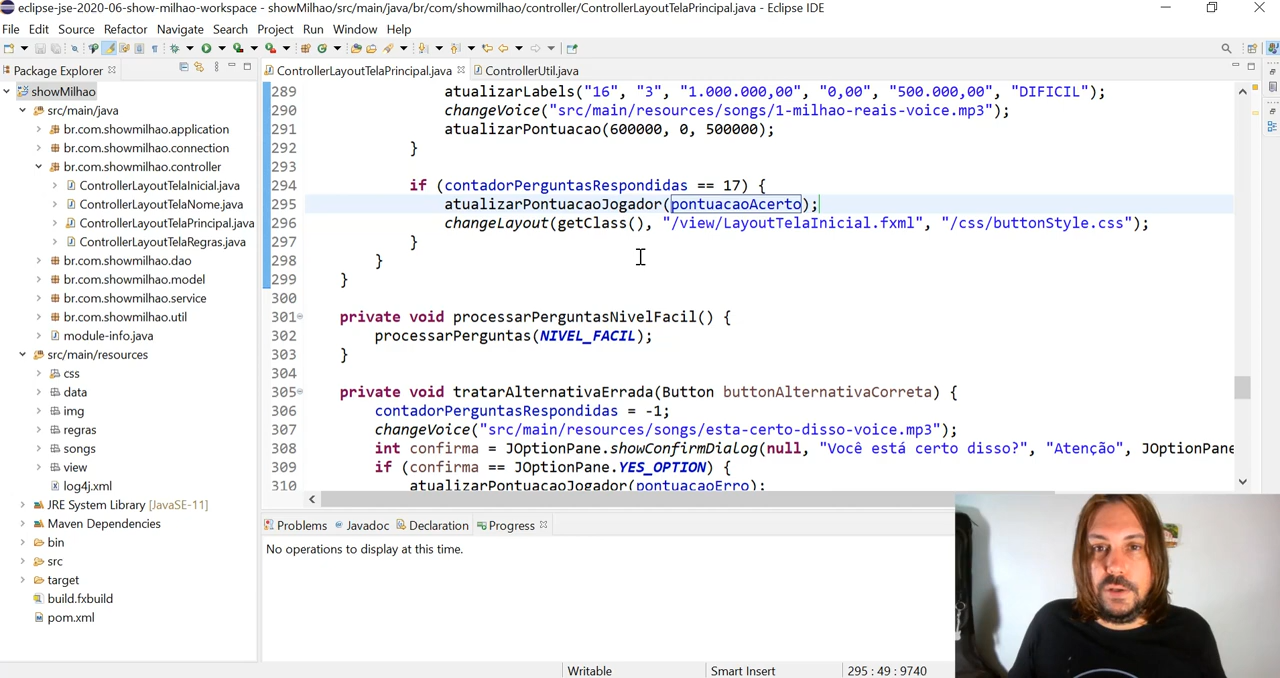 eclipse-jse-2020-06-show-milhao-workspace - showMilhao/src/main/java/br/com/showmilhao/controller/ControllerLayoutTelaPrincipal.java - Eclipse IDE
File Edit Source Refactor Navigate Search Project Run Window Help
Package Explorer
showMilhao
src/main/java
br.com.showmilhao.application
br.com.showmilhao.connection
br.com.showmilhao.controller
ControllerLayoutTelaInicial.java
ControllerLayoutTelaNome.java
ControllerLayoutTelaPrincipal.java
ControllerLayoutTelaRegras.java
br.com.showmilhao.dao
br.com.showmilhao.model
br.com.showmilhao.service
br.com.showmilhao.util
module-info.java
src/main/resources
css
data
img
regras
songs
view
log4j.xml
JRE System Library [JavaSE-11]
Maven Dependencies
bin
src
target
build.fxbuild
pom.xml
ControllerLayoutTelaPrincipal.java ControllerUtil.java
289 atualizarLabels("16", "3", "1.000.000,00", "0,00", "500.000,00", "DIFICIL");
290 changeVoice("src/main/resources/songs/1-milhao-reais-voice.mp3");
291 atualizarPontuacao(600000, 0, 500000);
292 }
293
294 if (contadorPerguntasRespondidas == 17) {
295 atualizarPontuacaoJogador(pontuacaoAcerto);
296 changeLayout(getClass(), "/view/LayoutTelaInicial.fxml", "/css/buttonStyle.css");
297 }
298 }
299 }
300
301 private void processarPerguntasNivelFacil() {
302 processarPerguntas(NIVEL_FACIL);
303 }
304
305 private void tratarAlternativaErrada(Button buttonAlternativaCorreta) {
306 contadorPerguntasRespondidas = -1;
307 changeVoice("src/main/resources/songs/esta-certo-disso-voice.mp3");
308 int confirma = JOptionPane.showConfirmDialog(null, "Você está certo disso?", "Atenção", JOptionPane
309 if (confirma == JOptionPane.YES_OPTION) {
310 atualizarPontuacaoJogador(pontuacaoErro);
Problems Javadoc Declaration Progress
No operations to display at this time.
Writable Smart Insert 295 : 49 : 9740